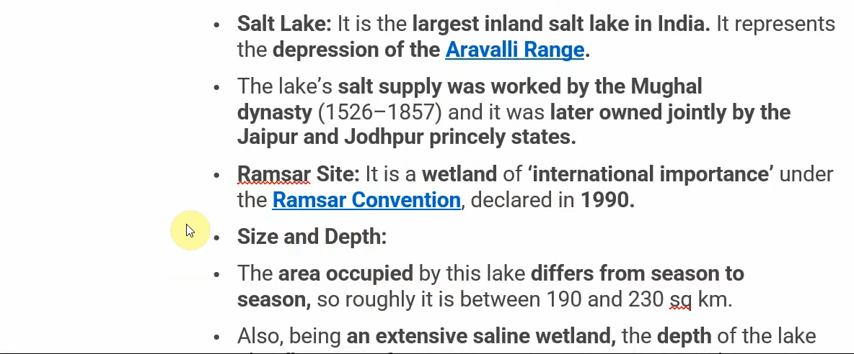 • Salt Lake: It is the largest inland salt lake in India. It represents
the depression of the Aravalli Range.
• The lake's salt supply was worked by the Mughal
dynasty (1526–1857) and it was later owned jointly by the
Jaipur and Jodhpur princely states.
• Ramsar Site: It is a wetland of ‘international importance’ under
the Ramsar Convention, declared in 1990.
• Size and Depth:
• The area occupied by this lake differs from season to
season, so roughly it is between 190 and 230 sq km.
• Also, being an extensive saline wetland, the depth of the lake